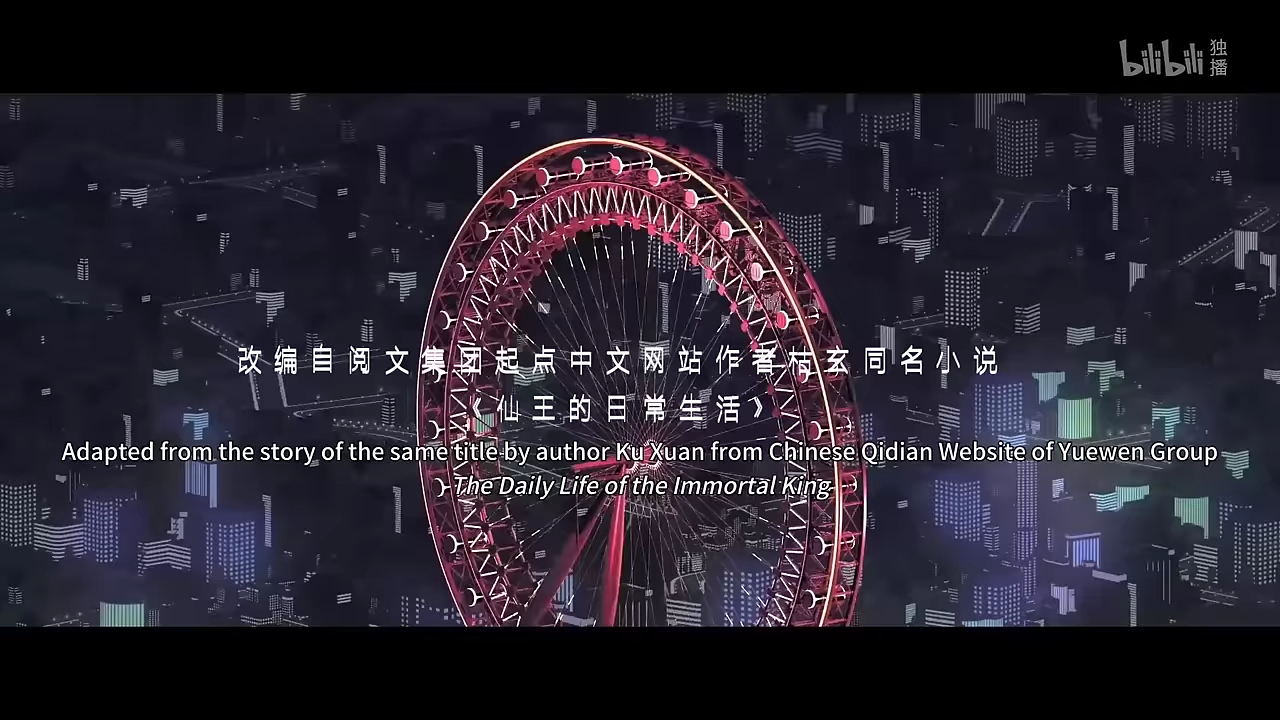 bilibili 独播
改编自阅文集团起点中文网站作者枯玄同名小说
《仙王的日常生活》
Adapted from the story of the same title by author Ku Xuan from Chinese Qidian Website of Yuewen Group
The Daily Life of the Immortal King